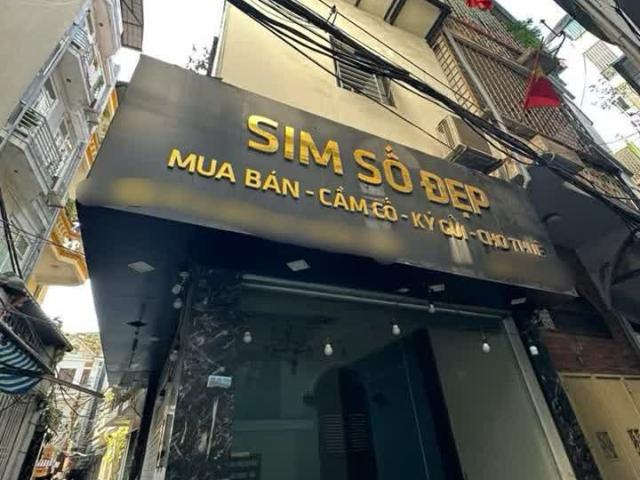 SIM SỐ ĐẸP
MUA BÁN - CẦM CỐ - KÝ GỬI - CHO THUÊ